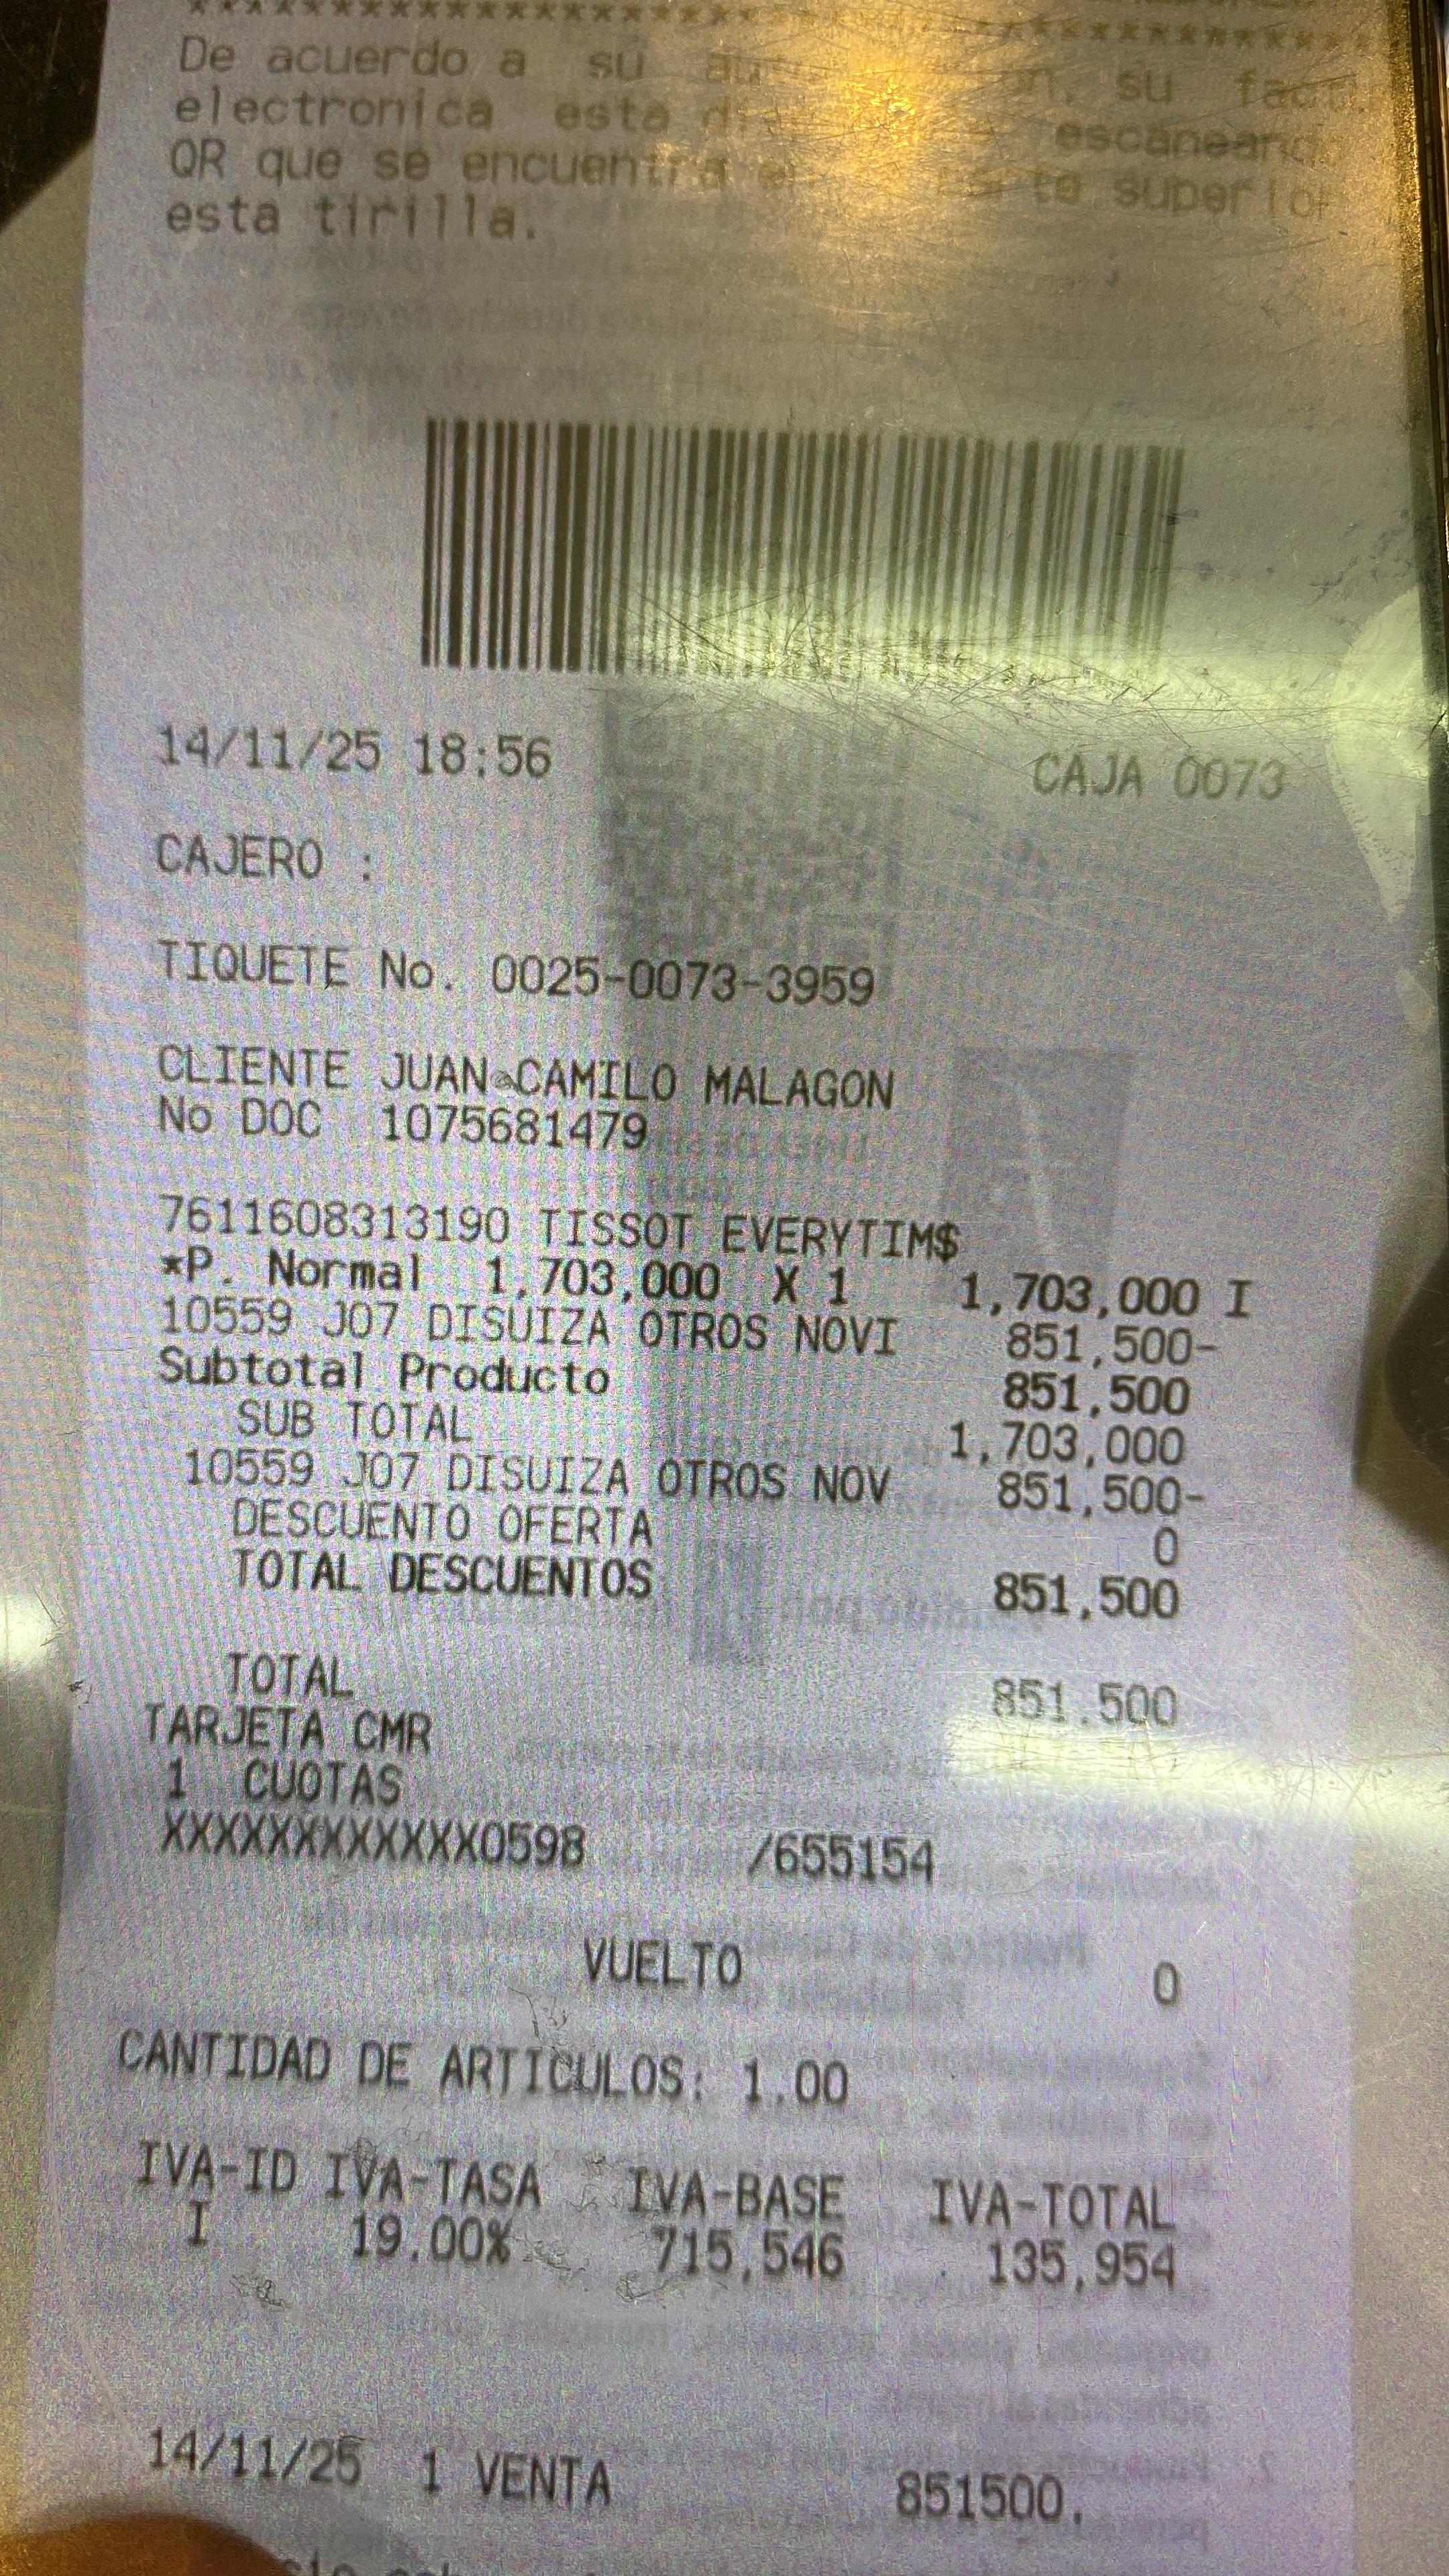 De acuerdo a su su fact
electronica esta escaneand
QR que se encuentra superior
esta tirilla.
14/11/25 18:56 CAJA 0073
CAJERO :
TIQUETE No. 0025-0073-3959
CLIENTE JUAN CAMILO MALAGON
No DOC 1075681479
7611608313190 TISSOT EVERYTIM$
*P. Normal 1,703,000 X 1 1,703,000 I
10559 J07 DISUIZA OTROS NOVI 851,500-
Subtotal Producto 851,500
SUB TOTAL 1,703,000
10559 J07 DISUIZA OTROS NOV 851,500-
DESCUENTO OFERTA 0
TOTAL DESCUENTOS 851,500
TOTAL 851.500
TARJETA CMR
1 CUOTAS
XXXXXXXXXXXX0598 /655154
VUELTO 0
CANTIDAD DE ARTICULOS: 1.00
IVA-ID IVA-TASA IVA-BASE IVA-TOTAL
I 19.00% 715,546 135,954
14/11/25 1 VENTA 851500.